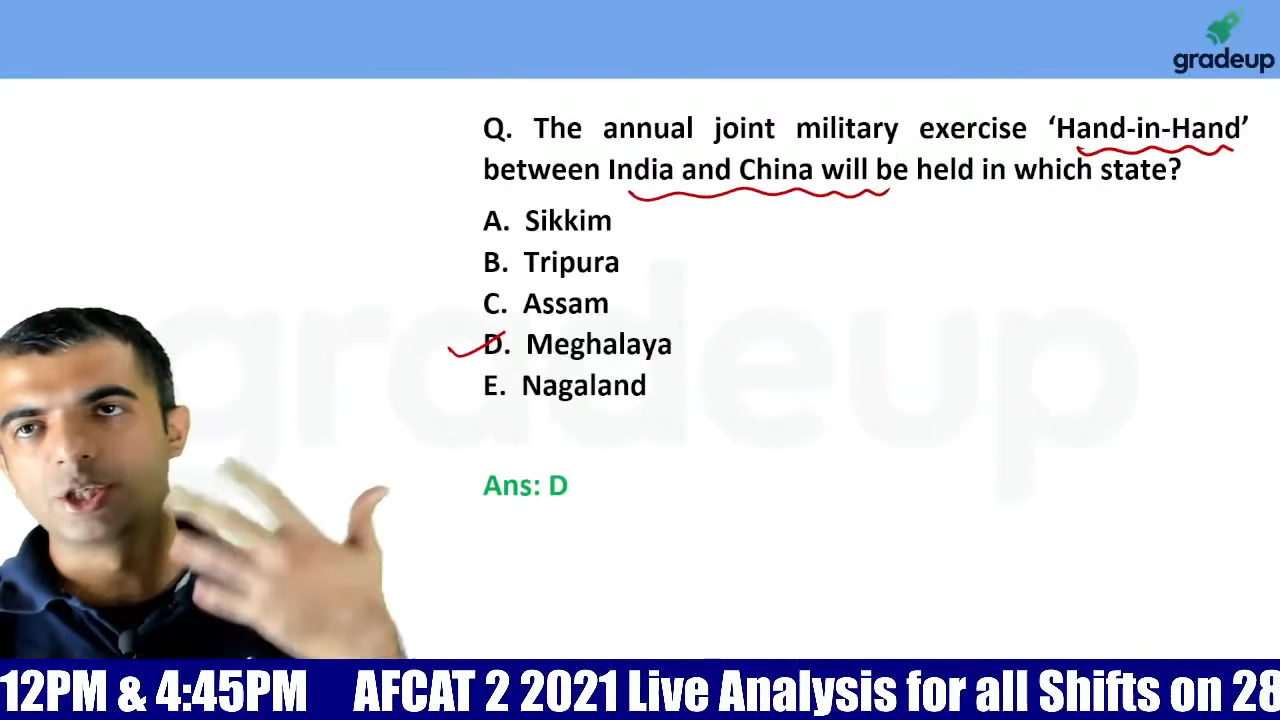 gradeup
Q. The annual joint military exercise ‘Hand-in-Hand’
between India and China will be held in which state?
A. Sikkim
B. Tripura
C. Assam
D. Meghalaya
E. Nagaland
gradeup
Ans: D
12PM & 4:45PM AFCAT 2 2021 Live Analysis for all Shifts on 28